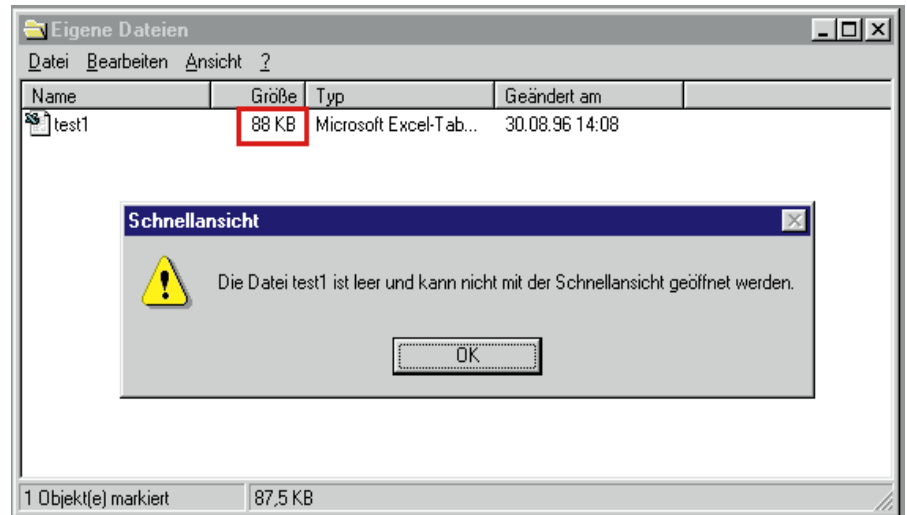 Eigene Dateien
Datei Bearbeiten Ansicht ?
Name Größe Typ Geändert am
test1 88 KB Microsoft Excel-Tab... 30.08.96 14:08
Schnellansicht
Die Datei test1 ist leer und kann nicht mit der Schnellansicht geöffnet werden.
OK
1 Objekt(e) markiert 87,5 KB